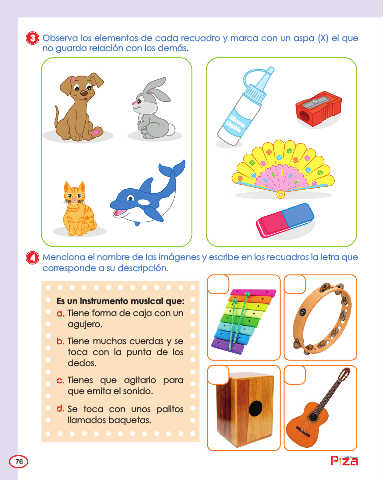 3 Observa los elementos de cada recuadro y marca con un aspa (X) el que
no guarda relación con los demás.
4 Menciona el nombre de las imágenes y escribe en los recuadros la letra que
corresponde a su descripción.
Es un instrumento musical que:
a. Tiene forma de caja con un
agujero.
b. Tiene muchas cuerdas y se
toca con la punta de los
dedos.
c. Tienes que agitarlo para
que emita el sonido.
d. Se toca con unos palitos
llamados baquetas.
76